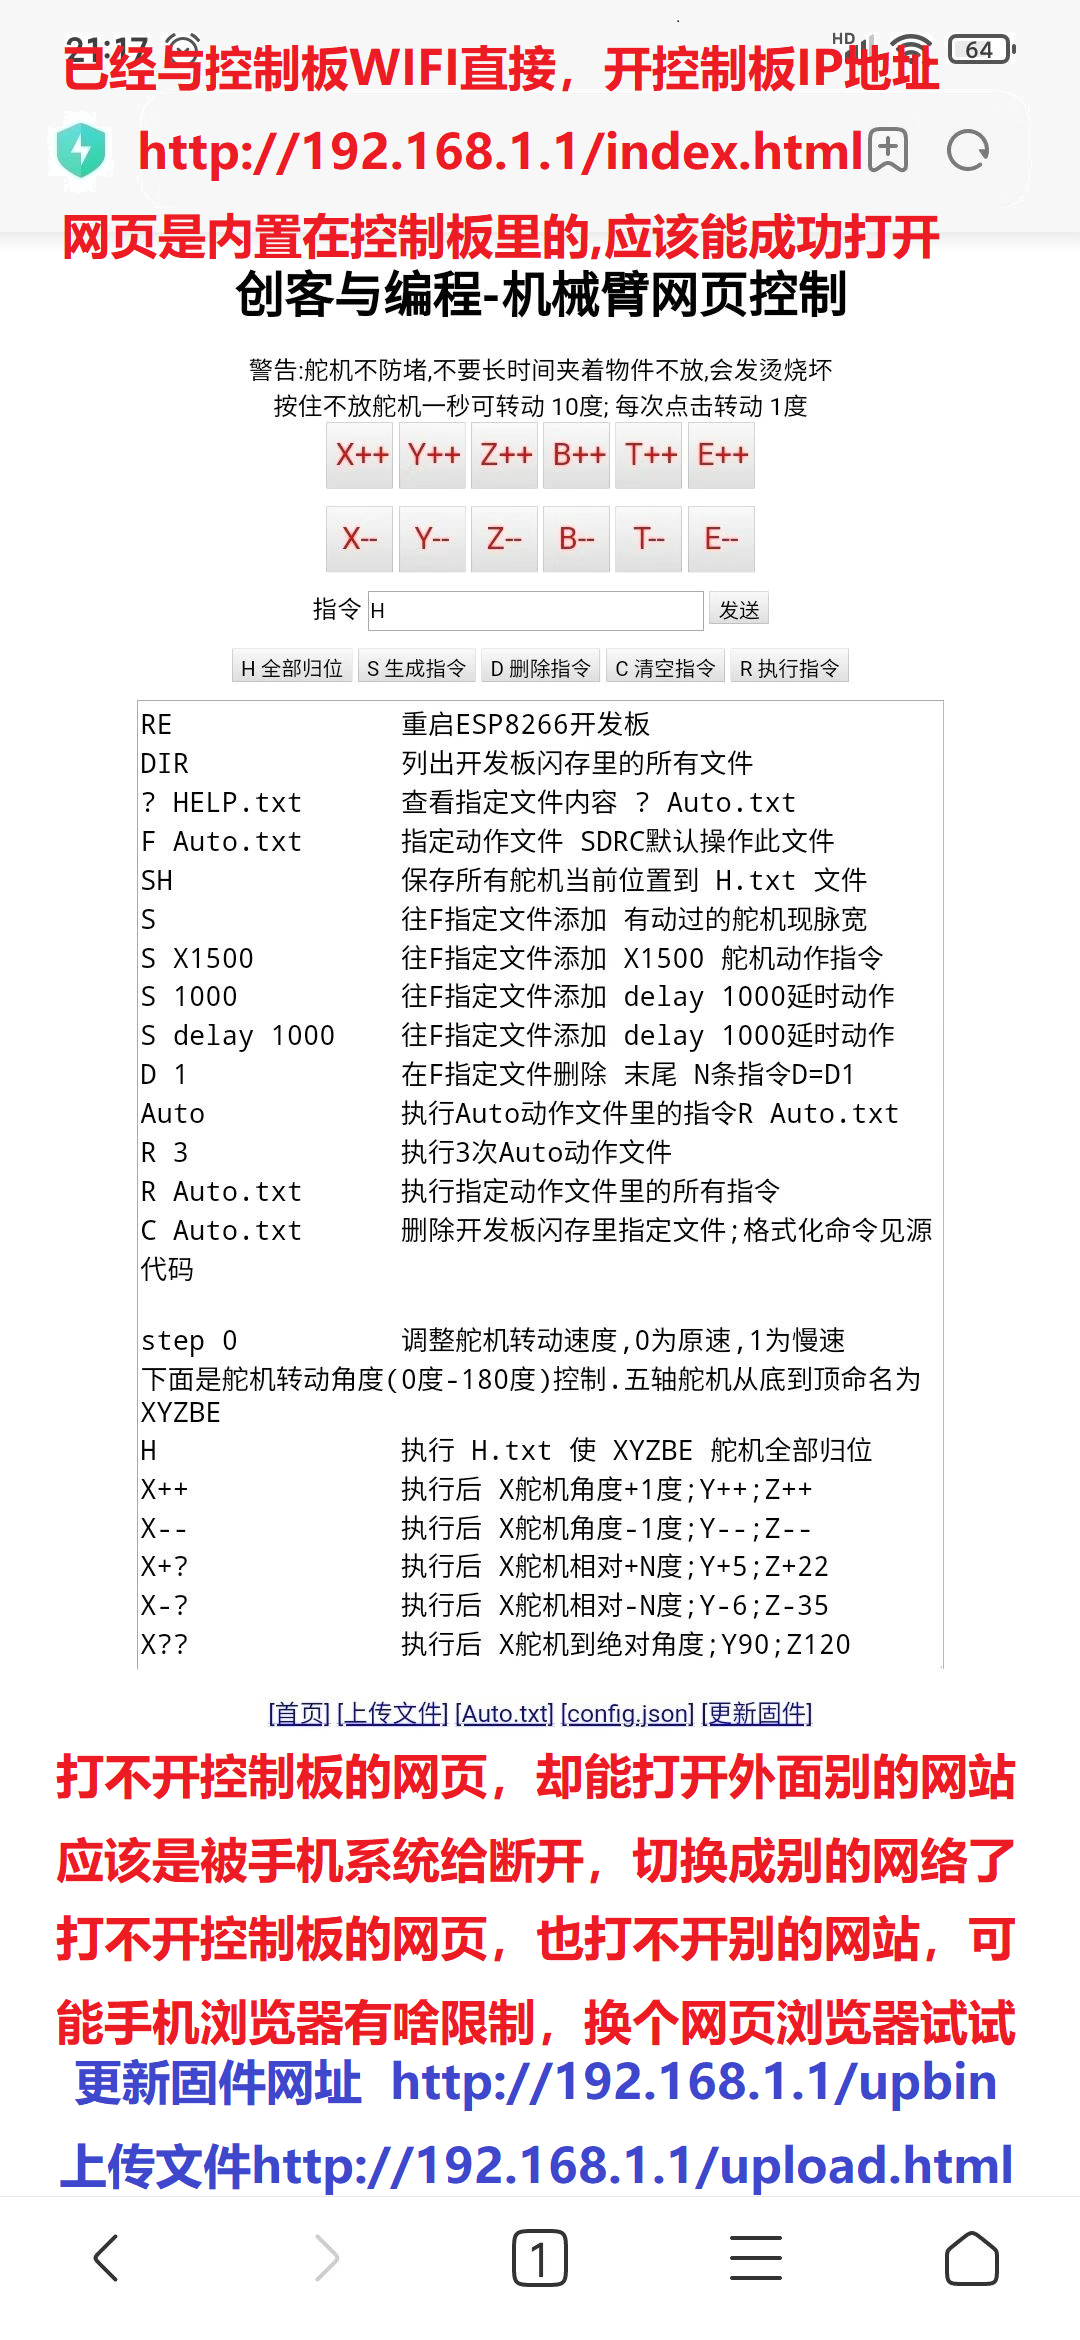 21:17
HD
64
已经与控制板WIFI直接，开控制板IP地址
http://192.168.1.1/index.html
网页是内置在控制板里的,应该能成功打开
创客与编程-机械臂网页控制
警告:舵机不防堵,不要长时间夹着物件不放,会发烫烧坏
按住不放舵机一秒可转动 10度; 每次点击转动 1度
X++ Y++ Z++ B++ T++ E++
X-- Y-- Z-- B-- T-- E--
指令 H 发送
H 全部归位 S 生成指令 D 删除指令 C 清空指令 R 执行指令
RE 重启ESP8266开发板
DIR 列出开发板闪存里的所有文件
? HELP.txt 查看指定文件内容 ? Auto.txt
F Auto.txt 指定动作文件 SDRC默认操作此文件
SH 保存所有舵机当前位置到 H.txt 文件
S 往F指定文件添加 有动过的舵机现脉宽
S X1500 往F指定文件添加 X1500 舵机动作指令
S 1000 往F指定文件添加 delay 1000延时动作
S delay 1000 往F指定文件添加 delay 1000延时动作
D 1 在F指定文件删除 末尾 N条指令D=D1
Auto 执行Auto动作文件里的指令R Auto.txt
R 3 执行3次Auto动作文件
R Auto.txt 执行指定动作文件里的所有指令
C Auto.txt 删除开发板闪存里指定文件;格式化命令见源
代码
step 0 调整舵机转动速度,0为原速,1为慢速
下面是舵机转动角度(0度-180度)控制.五轴舵机从底到顶命名为
XYZBE
H 执行 H.txt 使 XYZBE 舵机全部归位
X++ 执行后 X舵机角度+1度;Y++;Z++
X-- 执行后 X舵机角度-1度;Y--;Z--
X+? 执行后 X舵机相对+N度;Y+5;Z+22
X-? 执行后 X舵机相对-N度;Y-6;Z-35
X?? 执行后 X舵机到绝对角度;Y90;Z120
[首页] [上传文件] [Auto.txt] [config.json] [更新固件]
打不开控制板的网页，却能打开外面别的网站
应该是被手机系统给断开，切换成别的网络了
打不开控制板的网页，也打不开别的网站，可
能手机浏览器有啥限制，换个网页浏览器试试
更新固件网址 http://192.168.1.1/upbin
上传文件http://192.168.1.1/upload.html
1